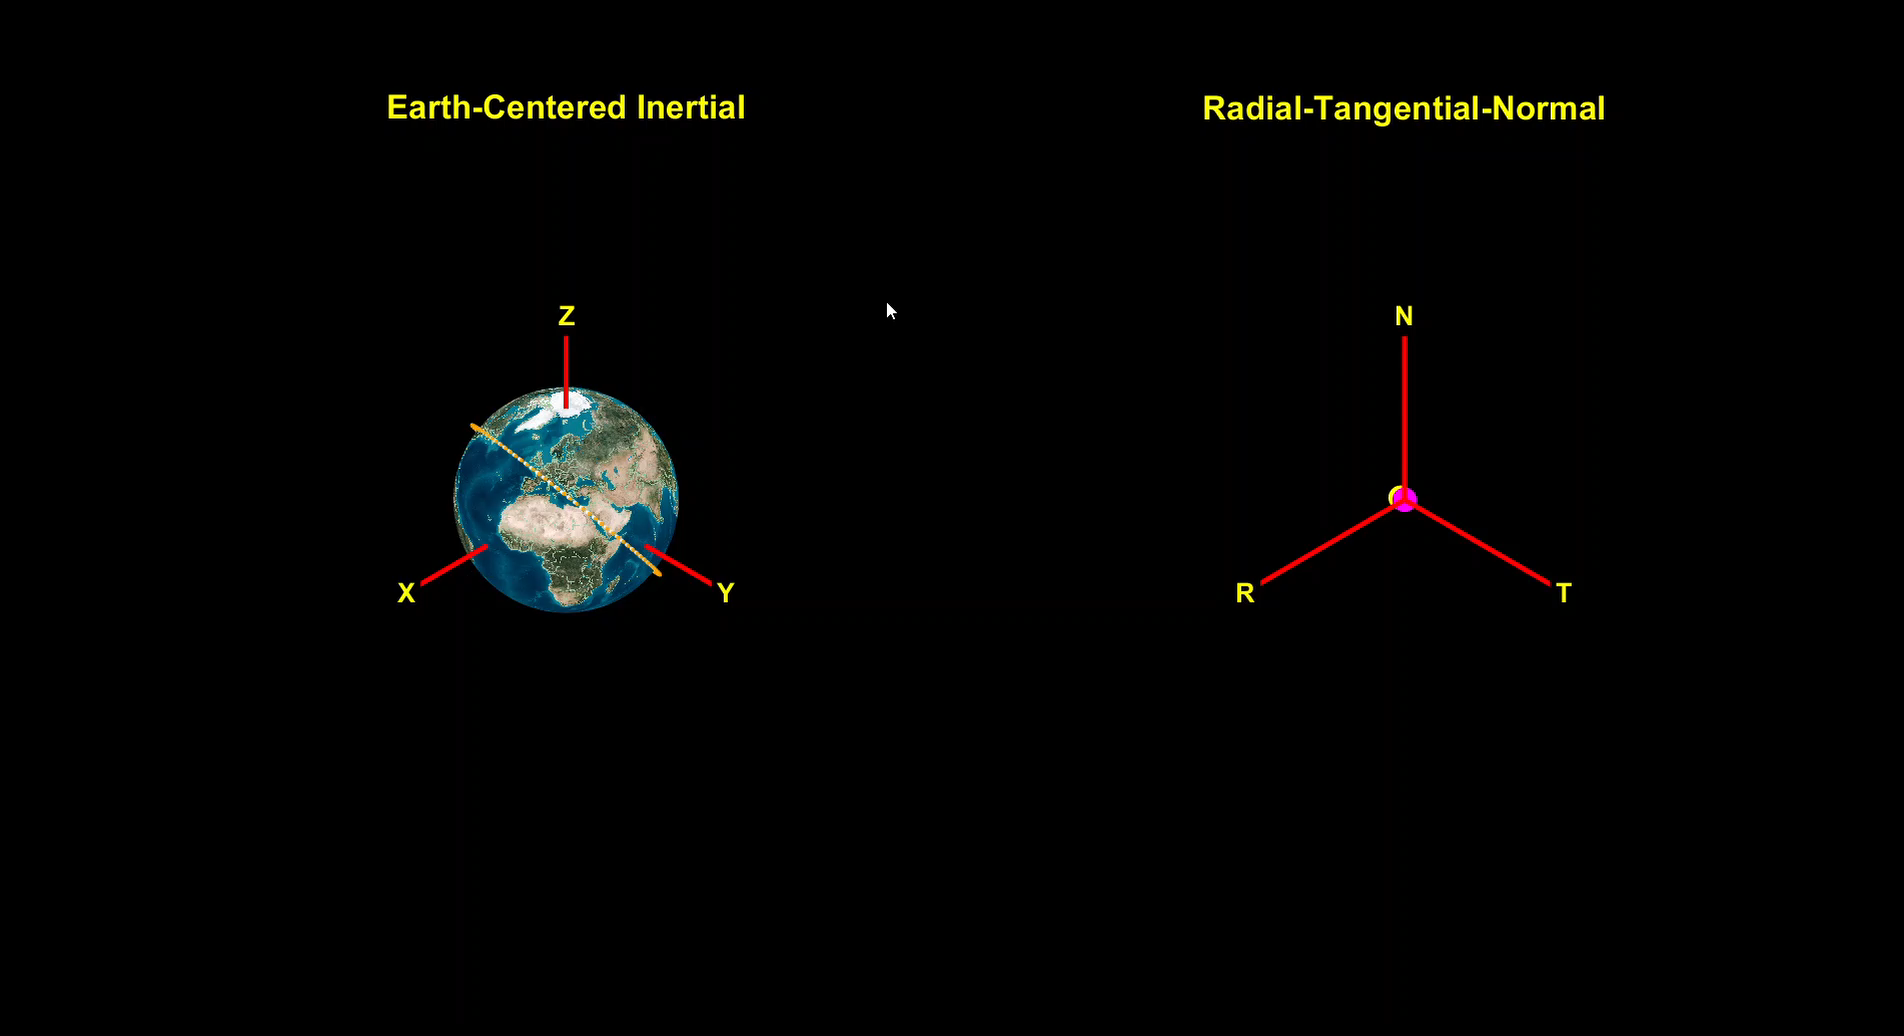 Earth-Centered Inertial
Radial-Tangential-Normal
Z
N
X
Y
R
T